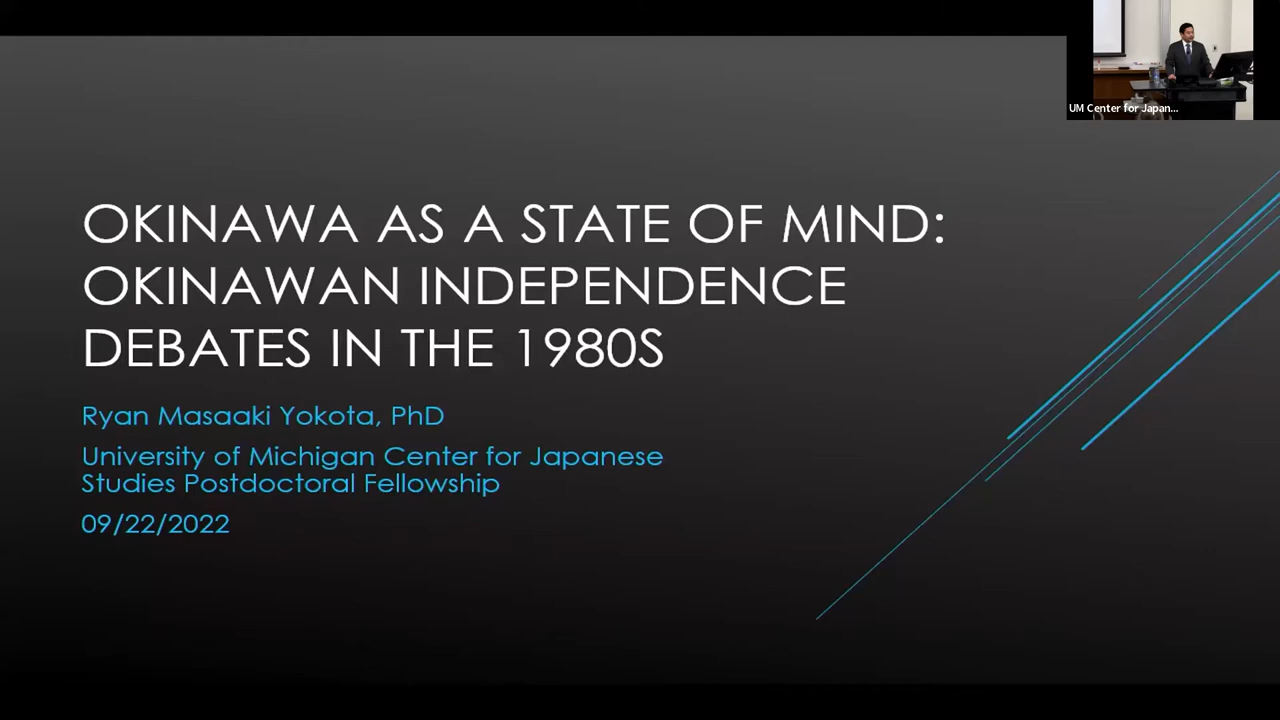 UM Center for Japan...
OKINAWA AS A STATE OF MIND:
OKINAWAN INDEPENDENCE
DEBATES IN THE 1980S
Ryan Masaaki Yokota, PhD
University of Michigan Center for Japanese
Studies Postdoctoral Fellowship
09/22/2022